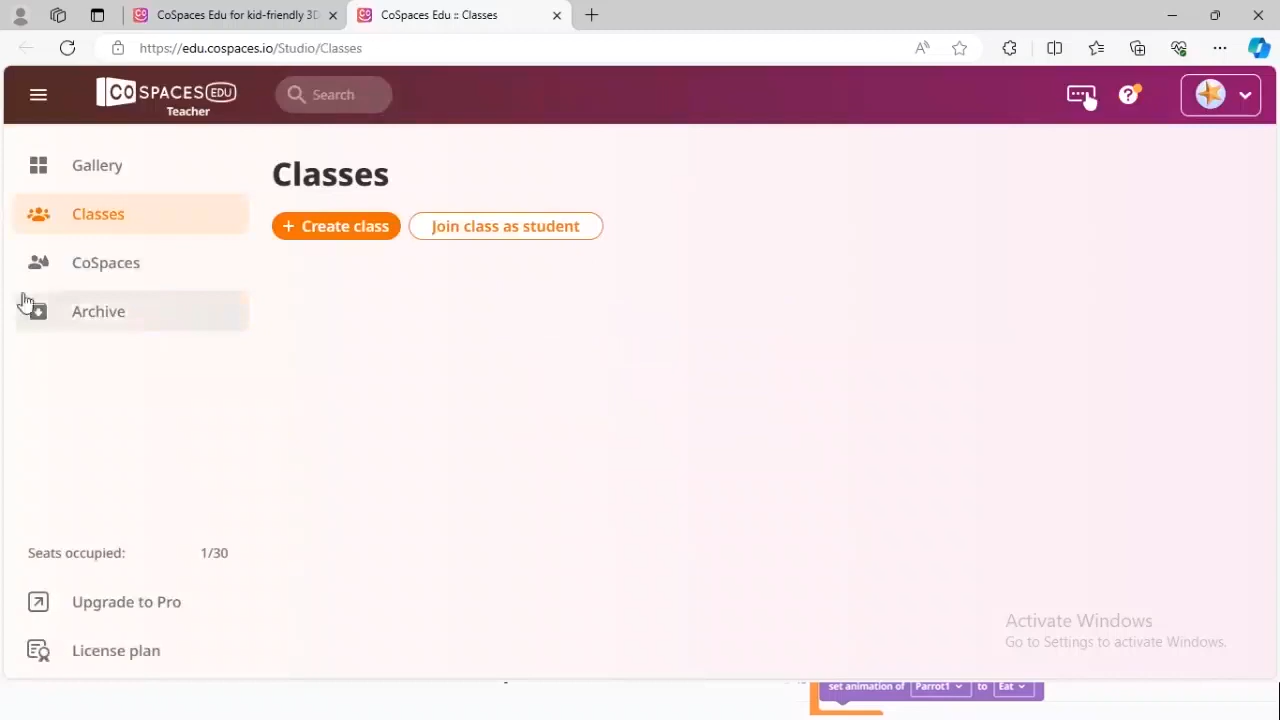 CoSpaces Edu for kid-friendly 3D
CoSpaces Edu :: Classes
https://edu.cospaces.io/Studio/Classes
COSPACES EDU
Teacher
Search
Gallery
Classes
CoSpaces
Archive
Classes
+ Create class
Join class as student
Seats occupied: 1/30
Upgrade to Pro
License plan
Activate Windows
Go to Settings to activate Windows.
set animation of Parrot1 to Eat